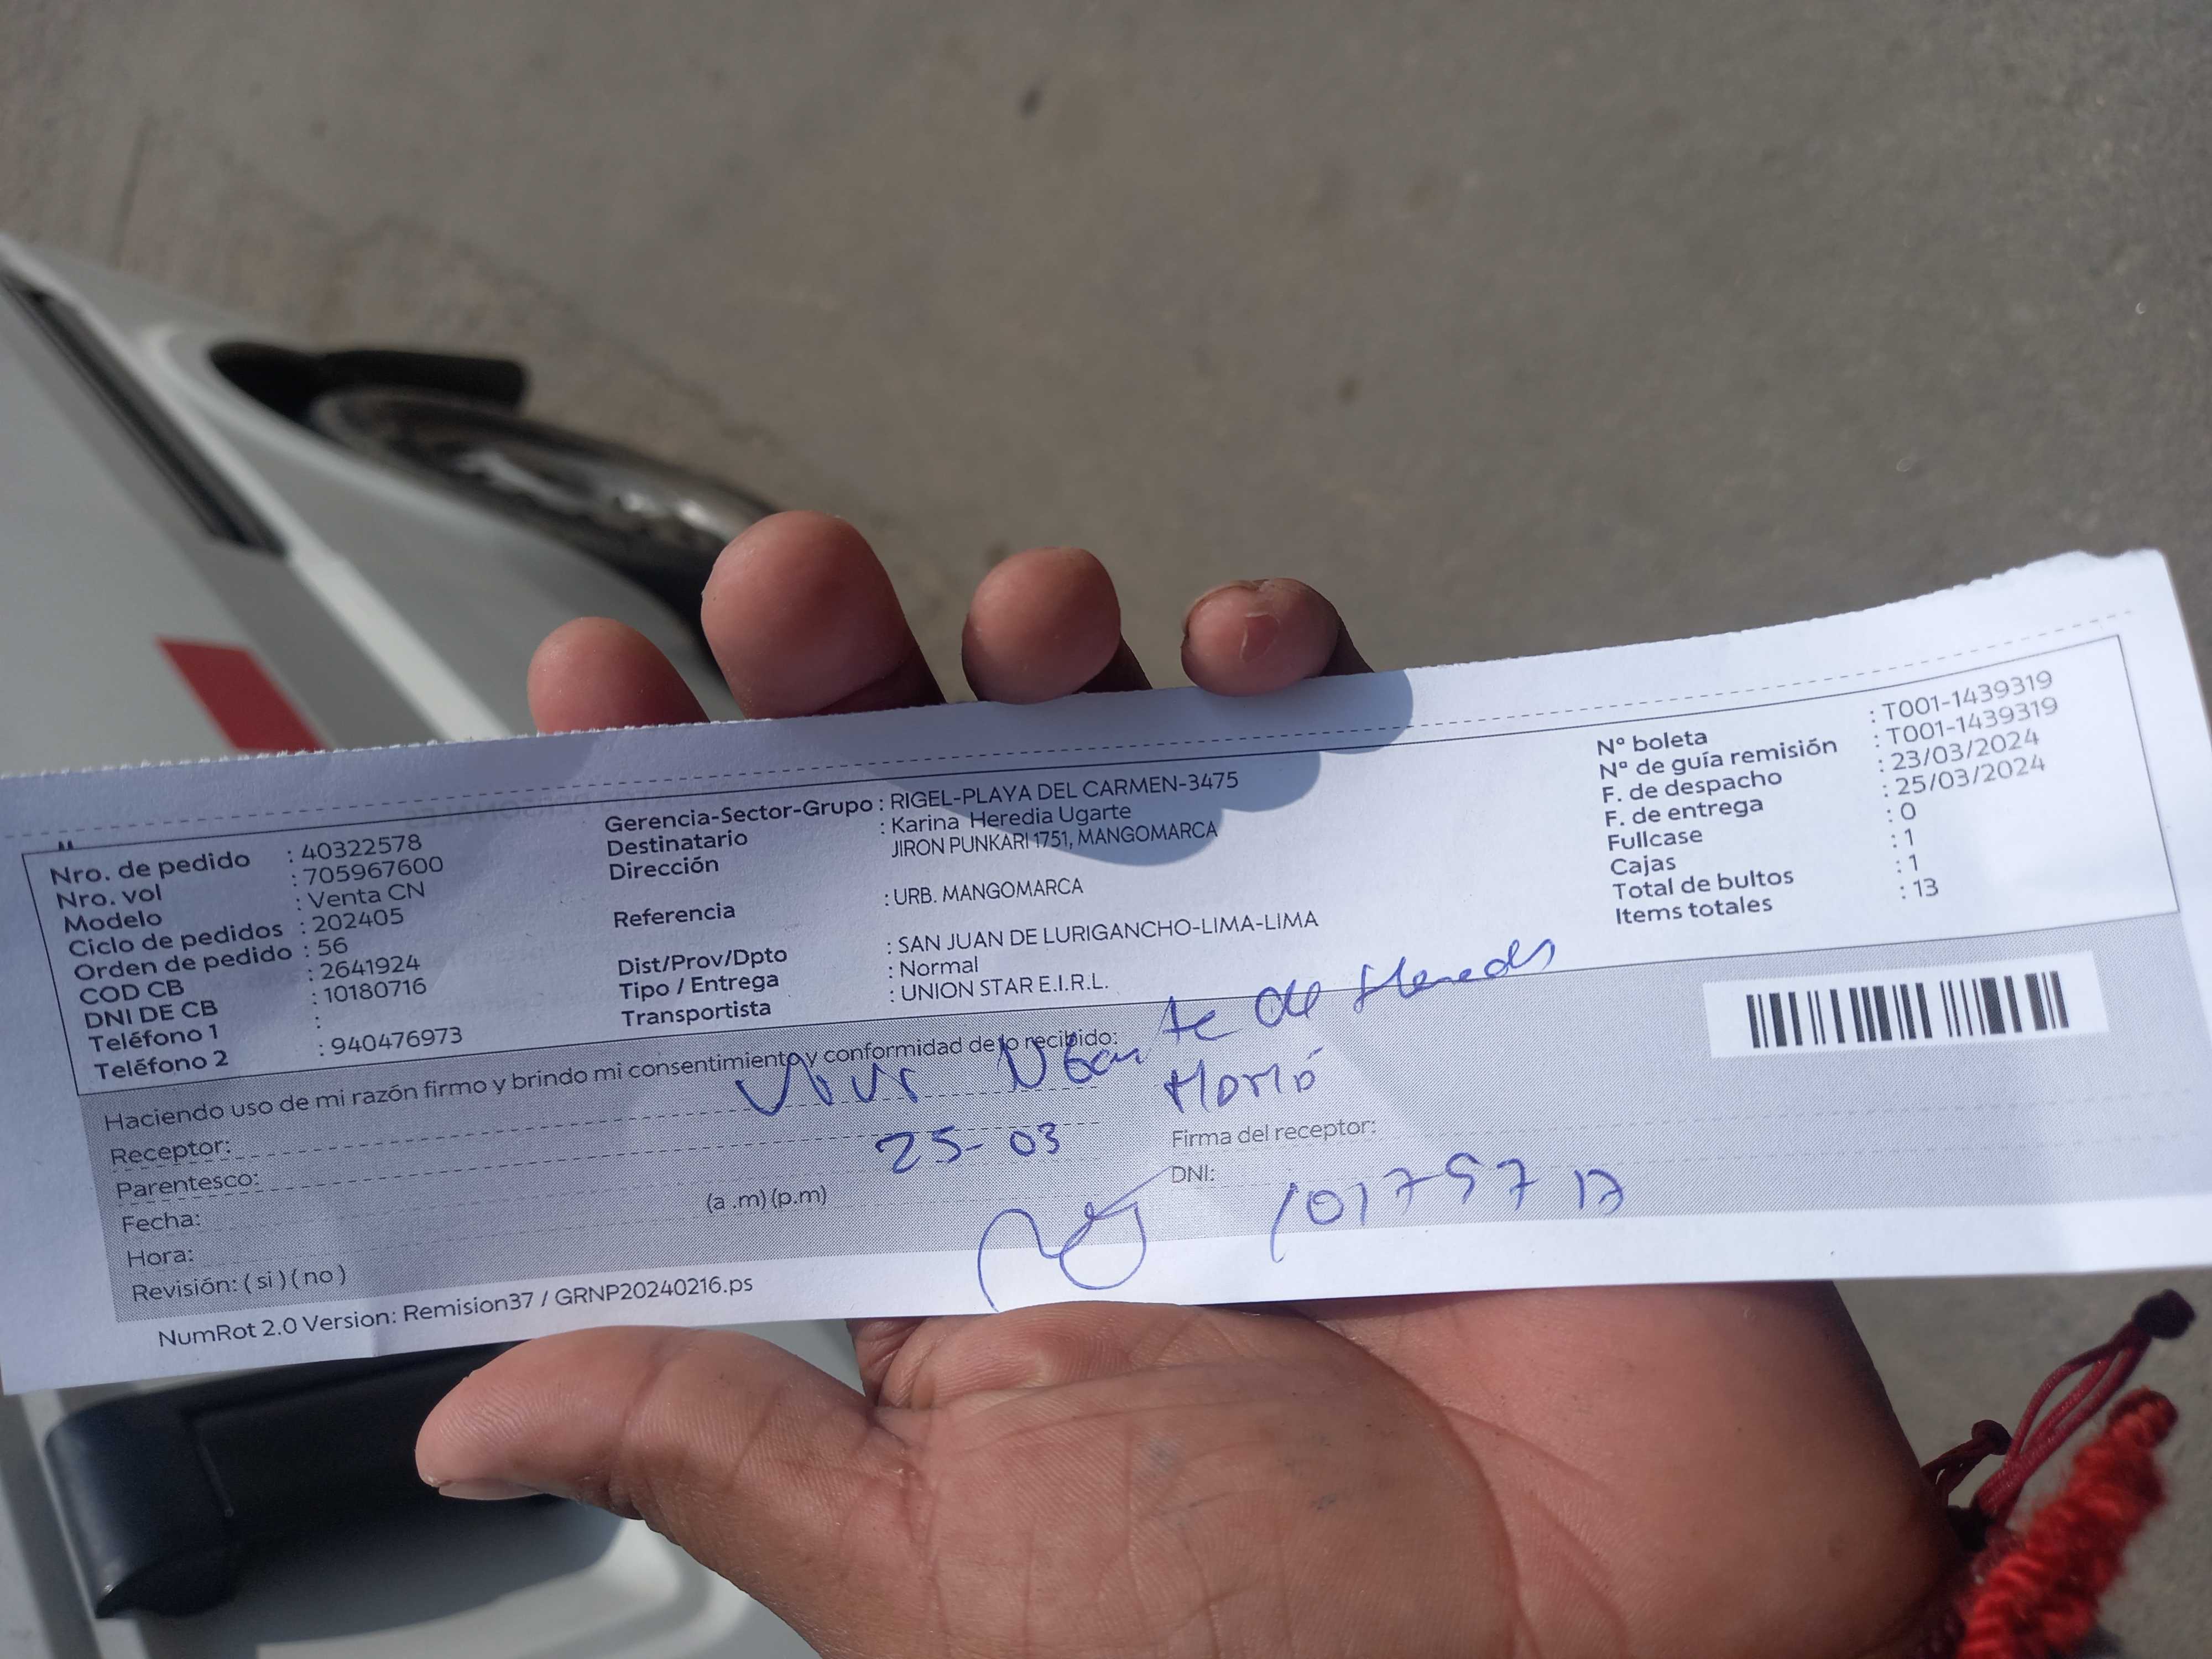 Nro. de pedido : 40322578
Nro. vol : 705967600
Modelo : Venta CN
Ciclo de pedidos : 202405
Orden de pedido : 56
COD CB : 2641924
DNI DE CB : 10180716
Teléfono 1 :
Teléfono 2 : 940476973
Gerencia-Sector-Grupo : RIGEL-PLAYA DEL CARMEN-3475
Destinatario : Karina Heredia Ugarte
Dirección JIRON PUNKARI 1751, MANGOMARCA
Referencia : URB. MANGOMARCA
Dist/Prov/Dpto : SAN JUAN DE LURIGANCHO-LIMA-LIMA
Tipo / Entrega : Normal
Transportista : UNION STAR E.I.R.L.
N° boleta : T001-1439319
N° de guía remisión : T001-1439319
F. de despacho : 23/03/2024
F. de entrega : 25/03/2024
Fullcase : 0
Cajas : 1
Total de bultos : 1
Items totales : 13
Haciendo uso de mi razón firmo y brindo mi consentimiento y conformidad de lo recibido:
Receptor: te de
Parentesco:
Fecha: 25-03
Hora: (a.m) (p.m)
Revisión: ( si ) ( no )
Firma del receptor:
DNI:
NumRot 2.0 Version: Remision37 / GRNP20240216.ps